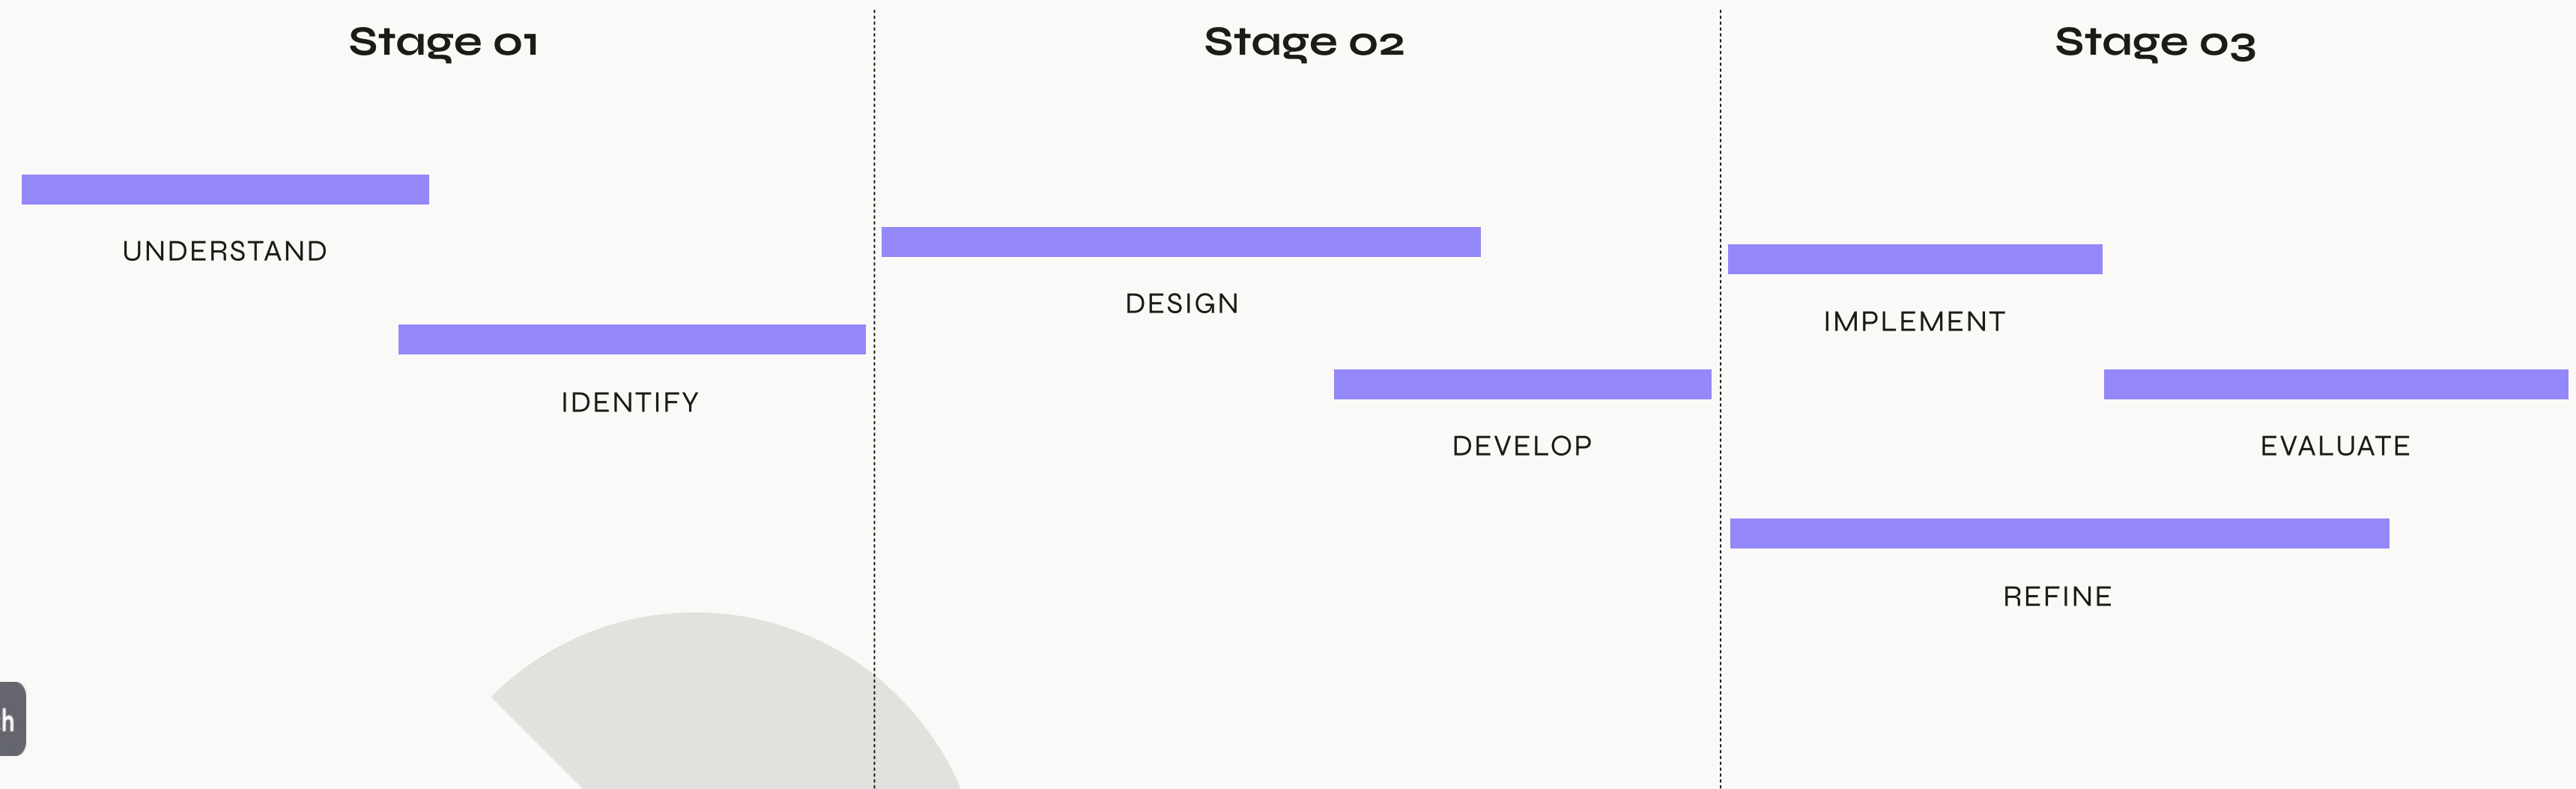 Stage 01
Stage 02
Stage 03
UNDERSTAND
IDENTIFY
DESIGN
DEVELOP
IMPLEMENT
EVALUATE
REFINE